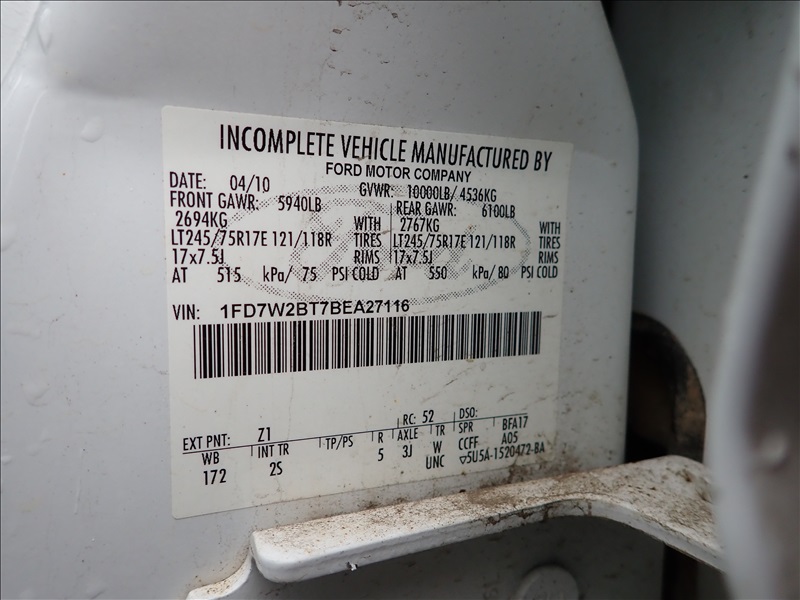 INCOMPLETE VEHICLE MANUFACTURED BY
FORD MOTOR COMPANY
DATE: 04/10 GVWR: 10000LB/ 4536KG
FRONT GAWR: 5940LB REAR GAWR: 6100LB
2694KG WITH 2767KG WITH
LT245/75R17E 121/118R TIRES LT245/75R17E 121/118R TIRES
17x7.5J RIMS 17x7.5J RIMS
AT 515 kPa/ 75 PSI COLD AT 550 kPa/ 80 PSI COLD
VIN: 1FD7W2BT7BEA27116
EXT PNT: Z1 RC: 52 DSO:
WB INT TR TP/PS R AXLE TR SPR BFA17
172 2S 5 3J W CCFF A05
UNC 5U5A-1520472-BA